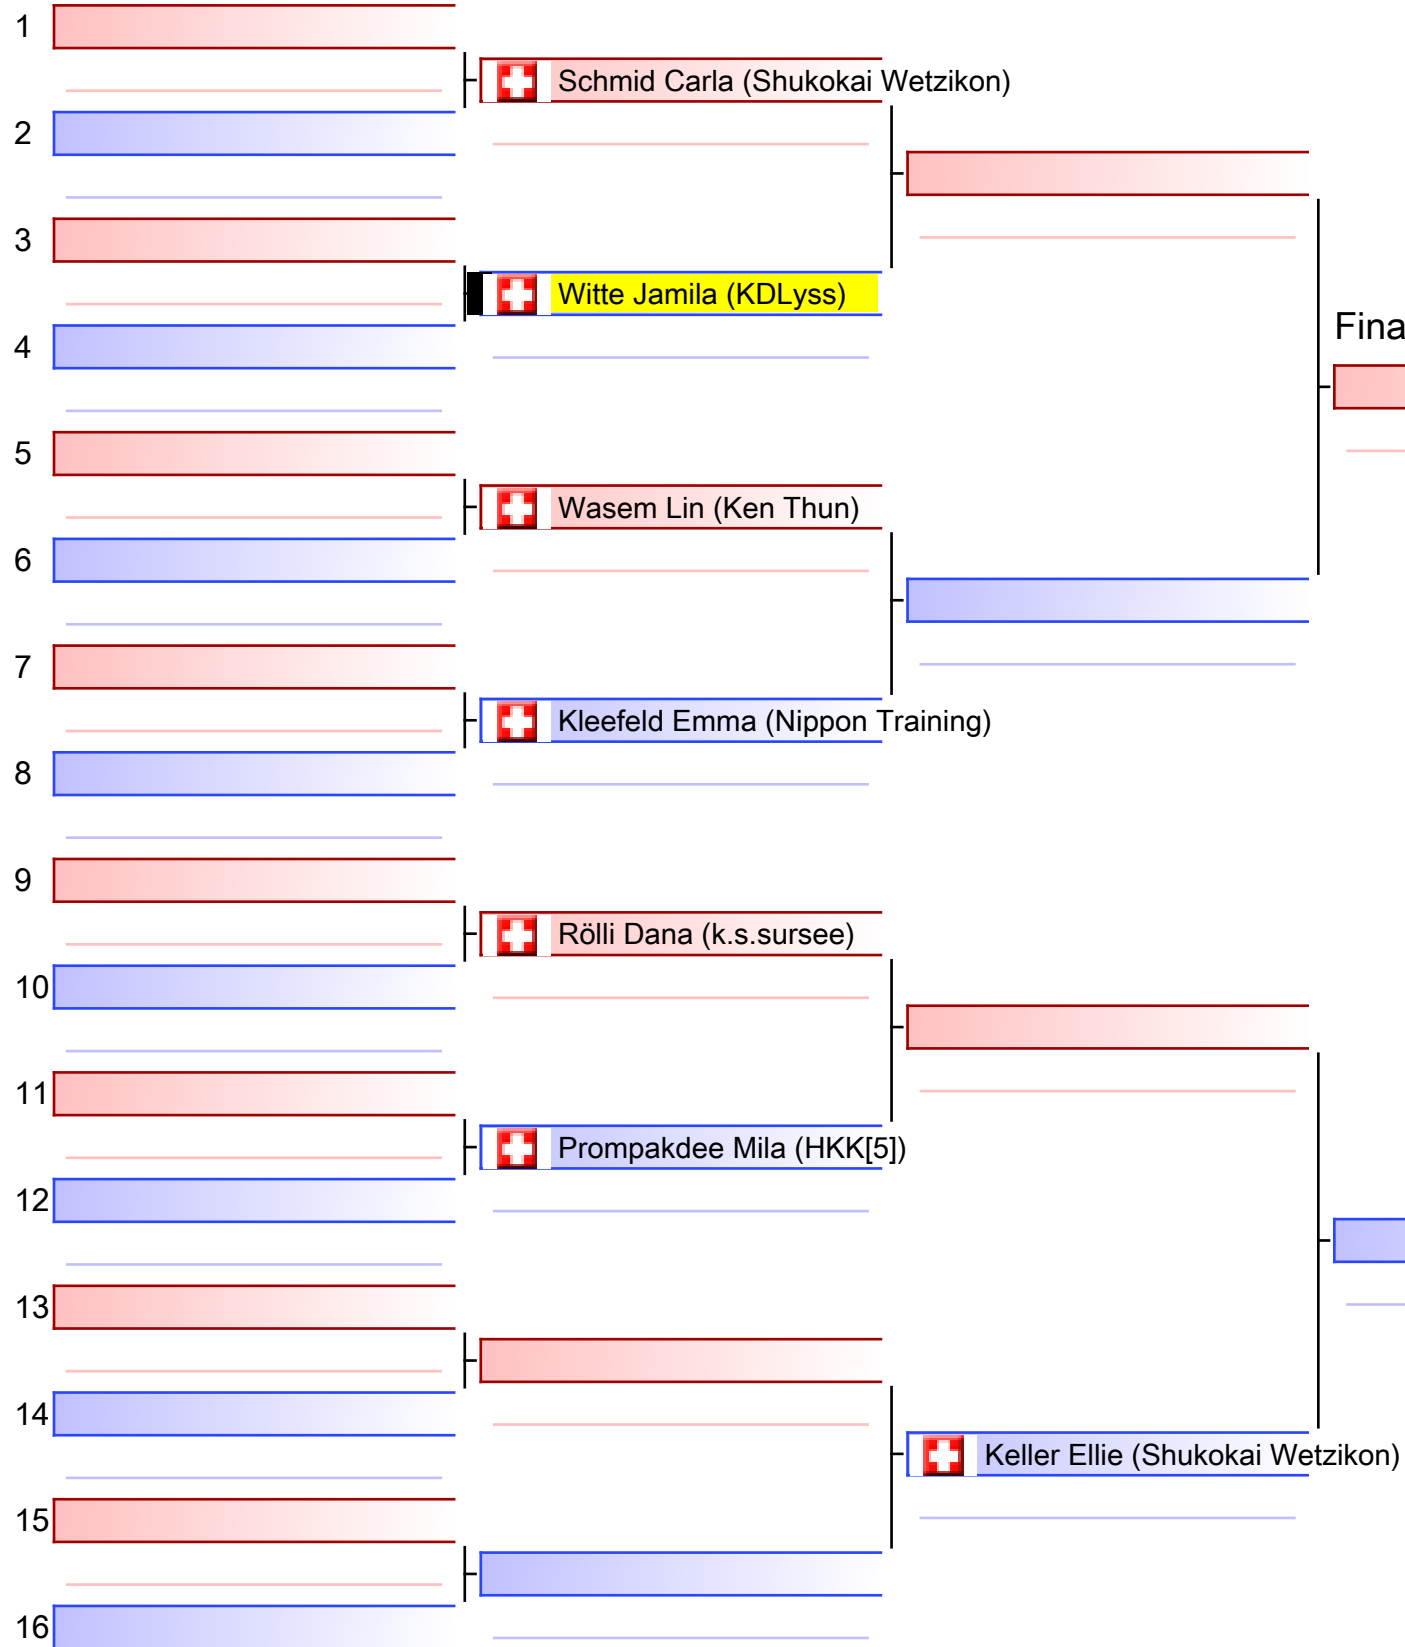 1
Schmid Carla (Shukokai Wetzikon)
2
3
Witte Jamila (KDLyss)
4
Fina
5
Wasem Lin (Ken Thun)
6
7
Kleefeld Emma (Nippon Training)
8
9
Rölli Dana (k.s.sursee)
10
11
Prompakdee Mila (HKK[5])
12
13
14
Keller Ellie (Shukokai Wetzikon)
15
16